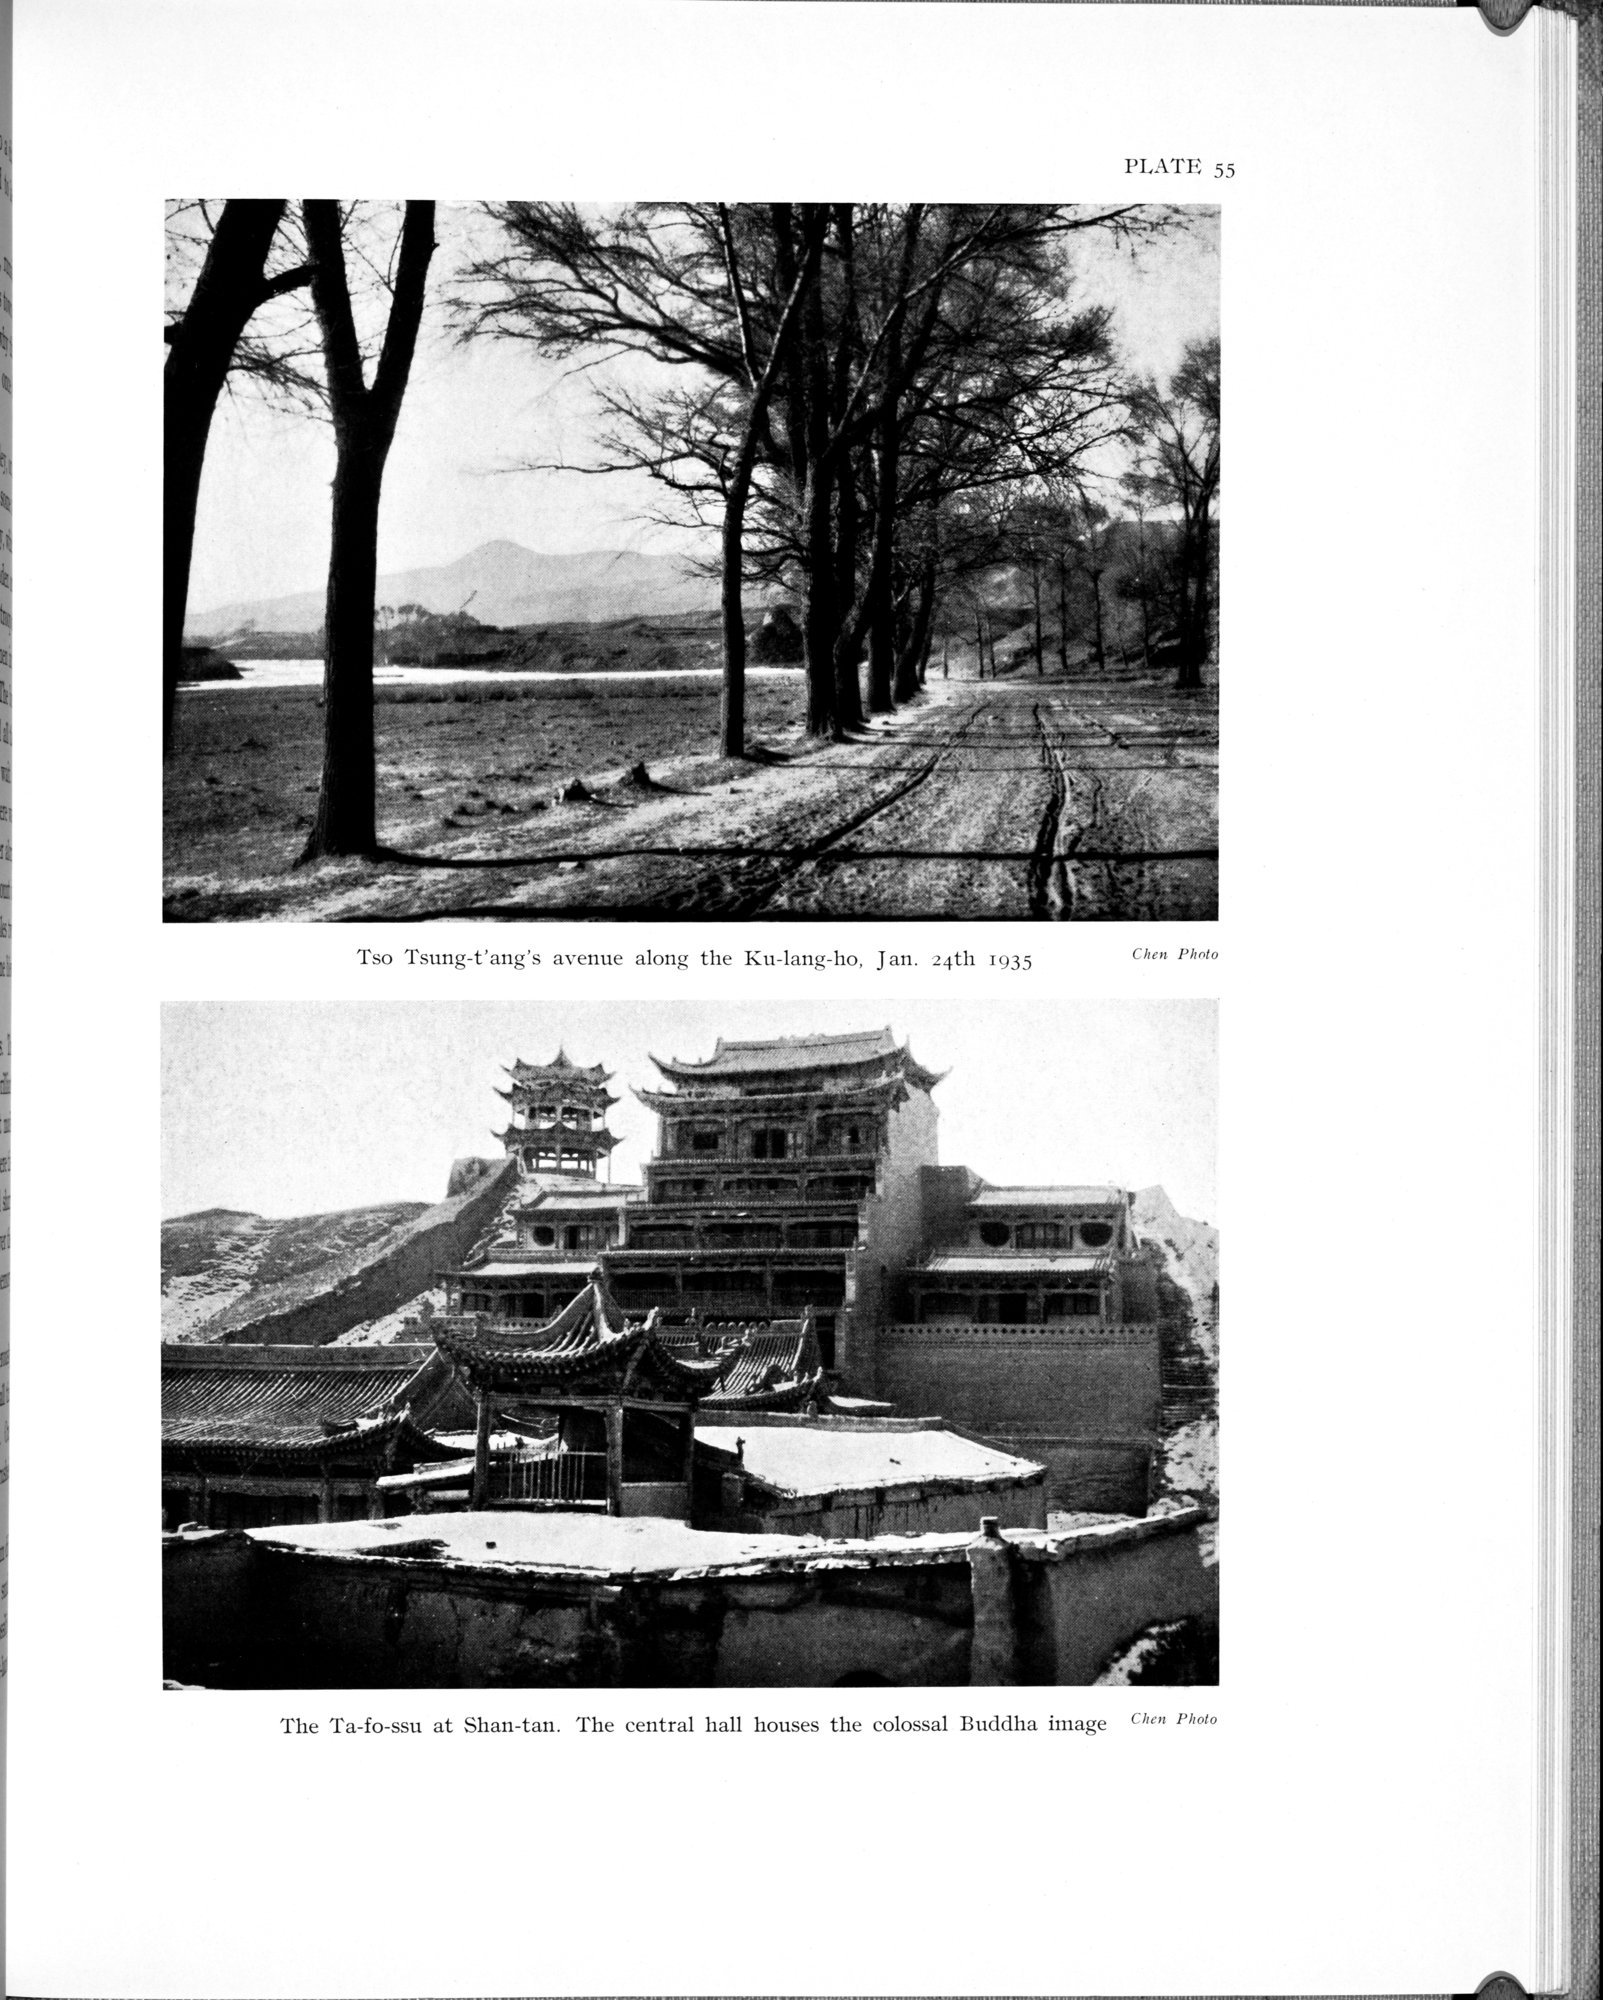 PLATE 55
Tso Tsung-t'ang's avenue along the Ku-lang-ho, Jan. 24th 1935
Chen Photo
The Ta-fo-ssu at Shan-tan. The central hall houses the colossal Buddha image
Chen Photo